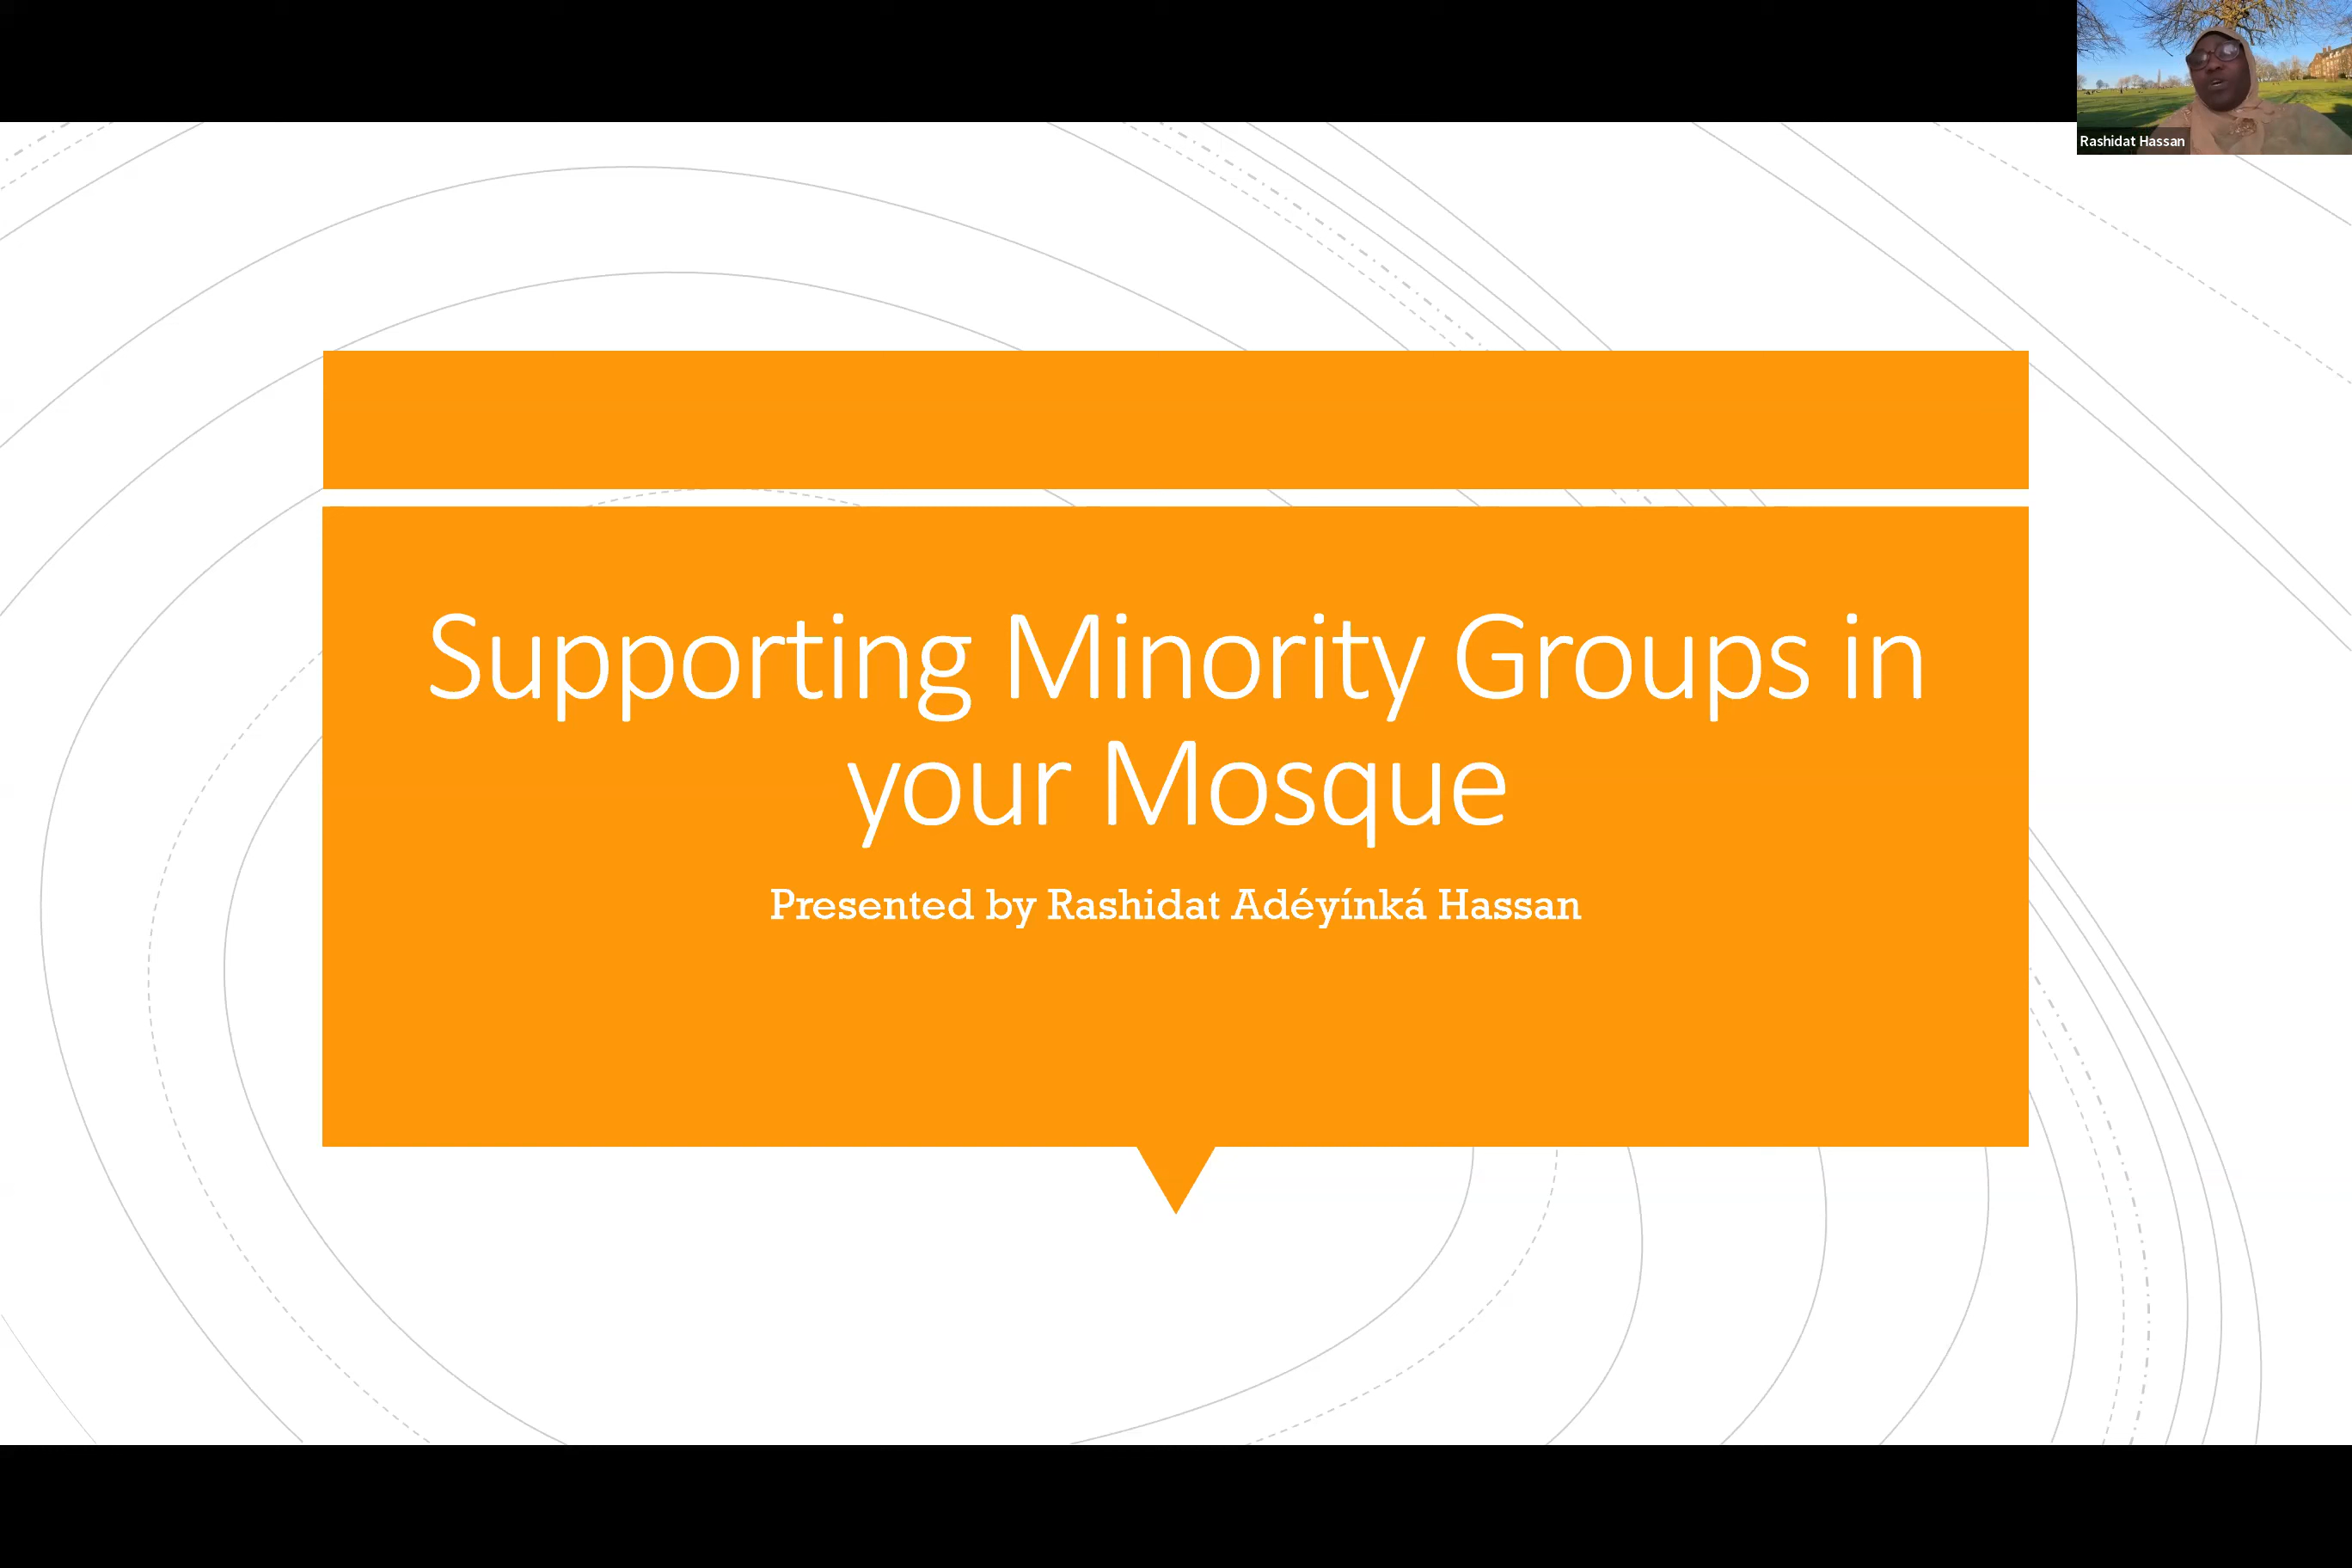 Rashidat Hassan
Supporting Minority Groups in
your Mosque
Presented by Rashidat Adéyínká Hassan